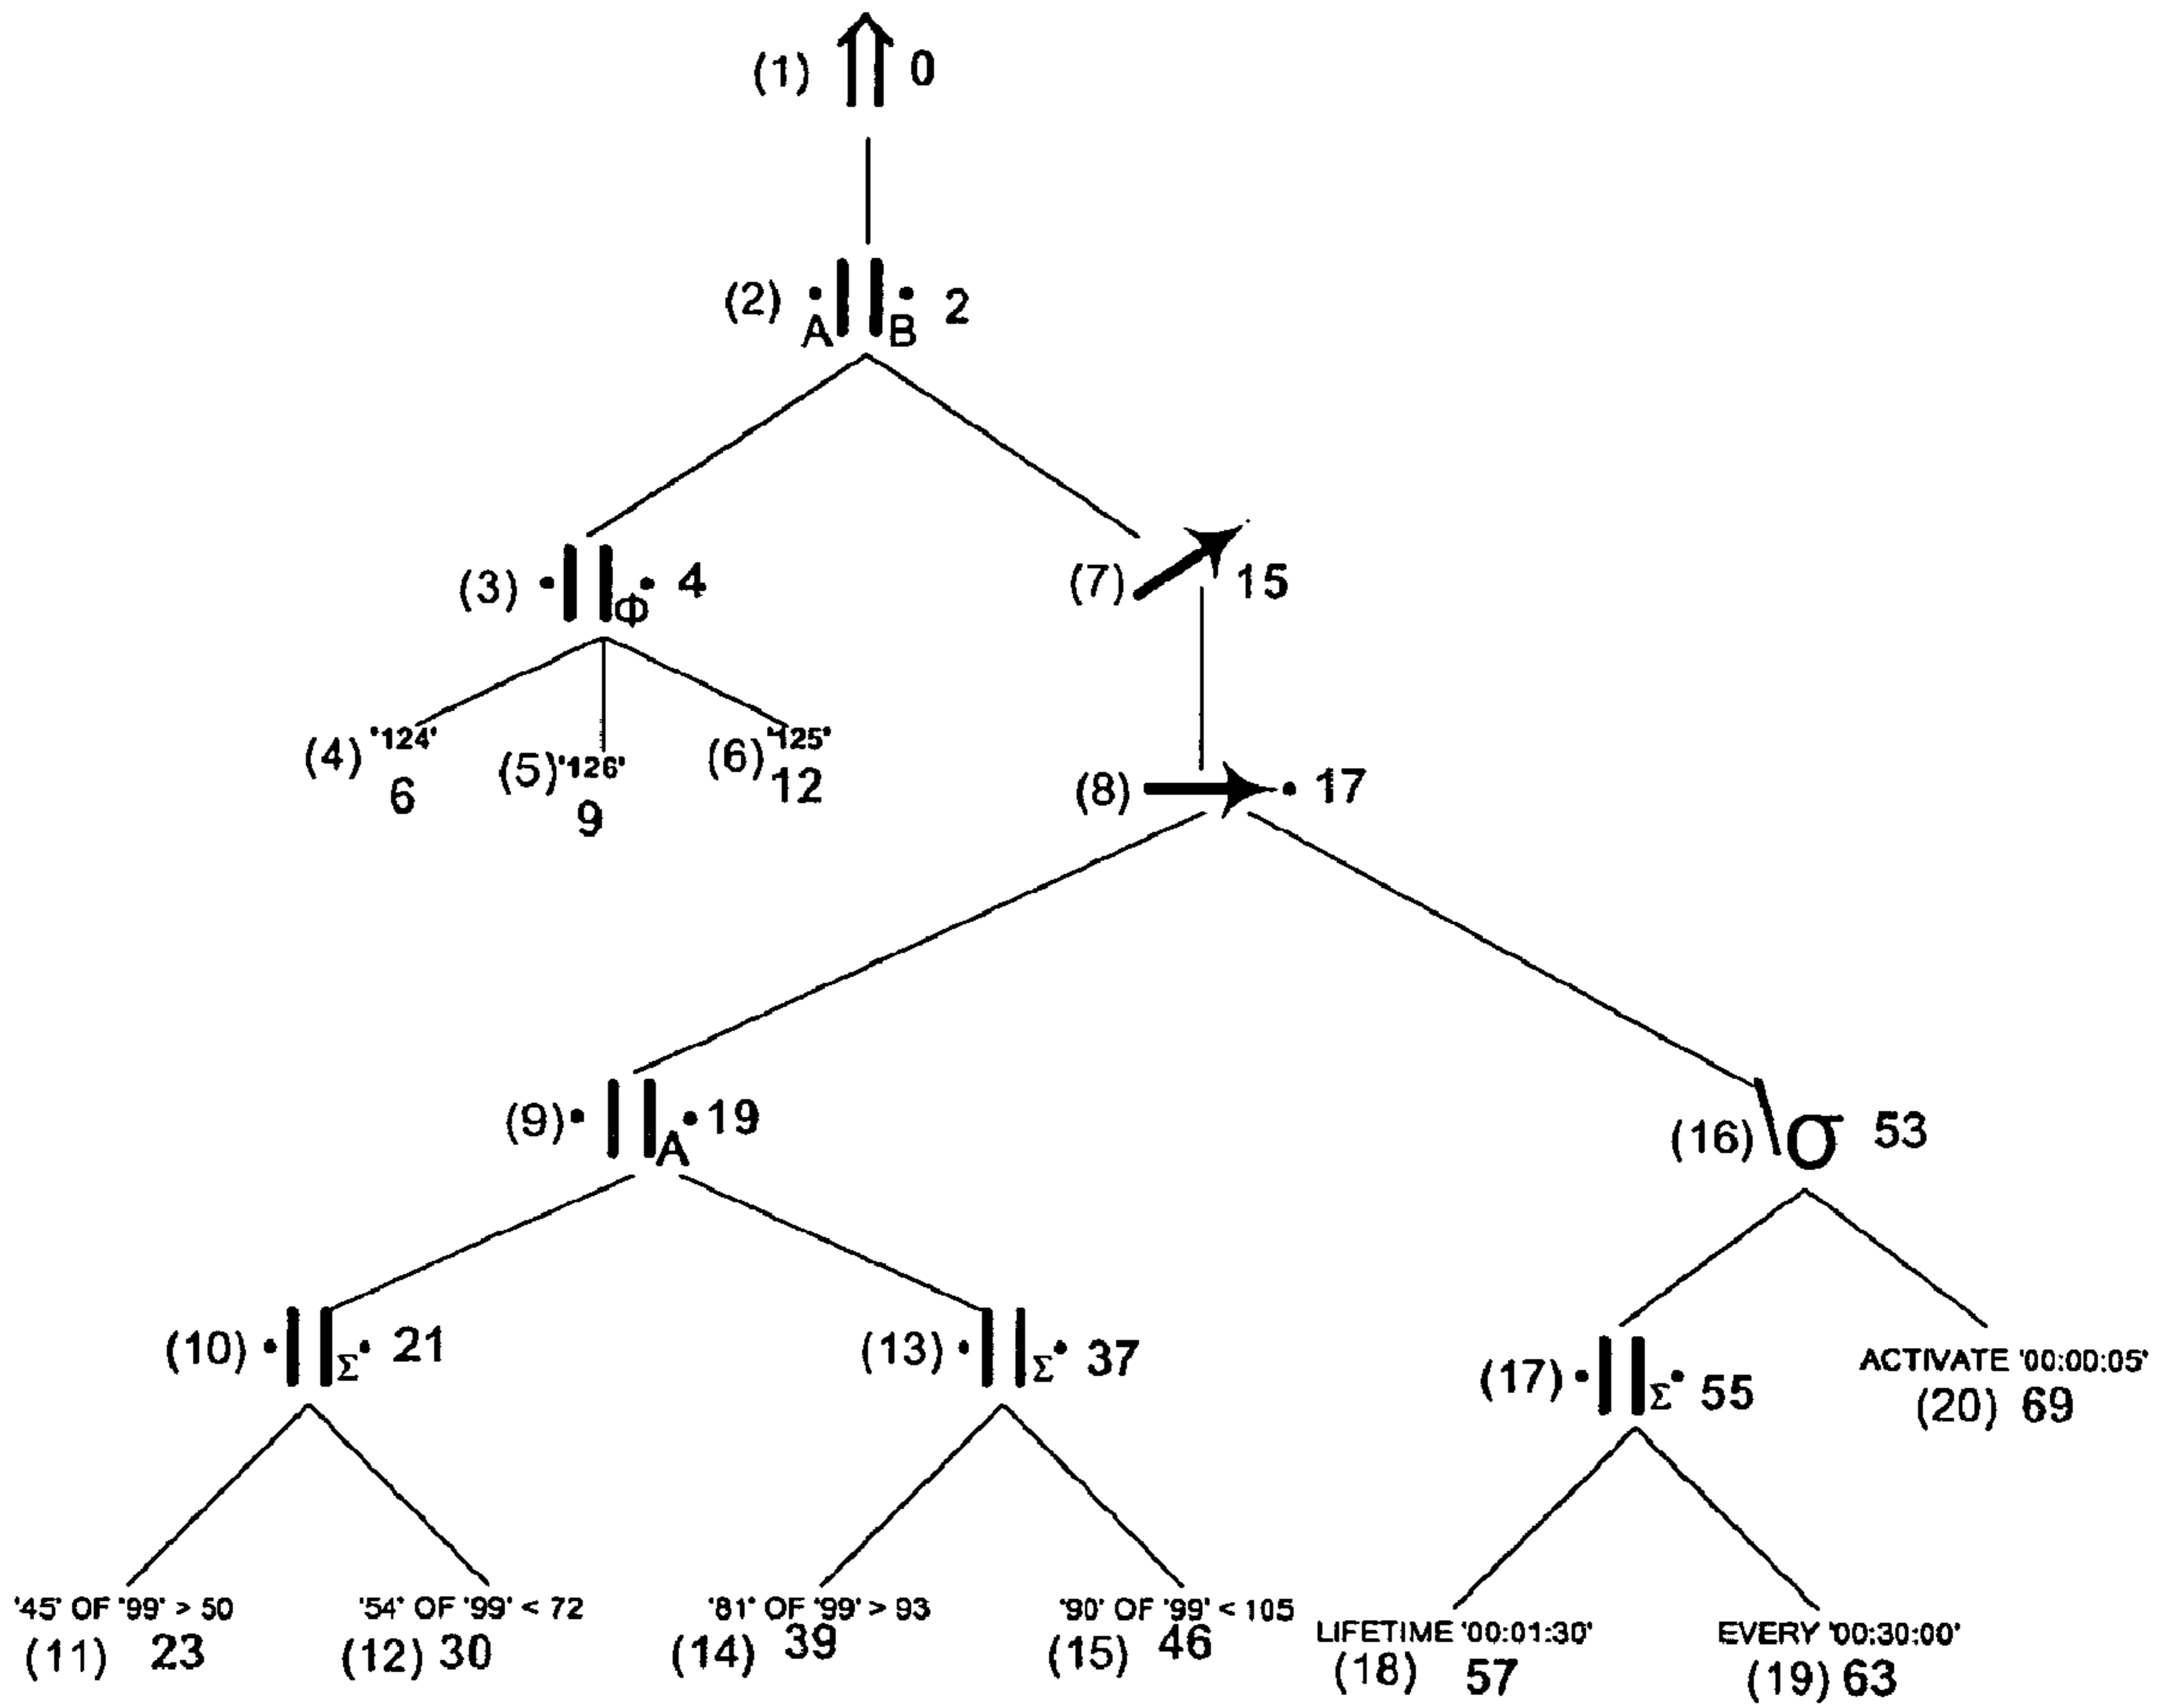 (1) ⇑ 0
(2) •A||B• 2
(3) •||Φ• 4
(7) 15
(4) '124'
6
(5) '126'
9
(6) '125'
12
(8) → • 17
(9) • ||A • 19
(16) \σ 53
(10) •||Σ• 21
(13) •||Σ• 37
(17) •||Σ• 55
ACTIVATE '00:00:05'
(20) 69
'45' OF '99' > 50
(11) 23
'54' OF '99' < 72
(12) 30
'81' OF '99' > 93
(14) 39
'90' OF '99' < 105
(15) 46
LIFETIME '00:01:30'
(18) 57
EVERY '00:30:00'
(19) 63